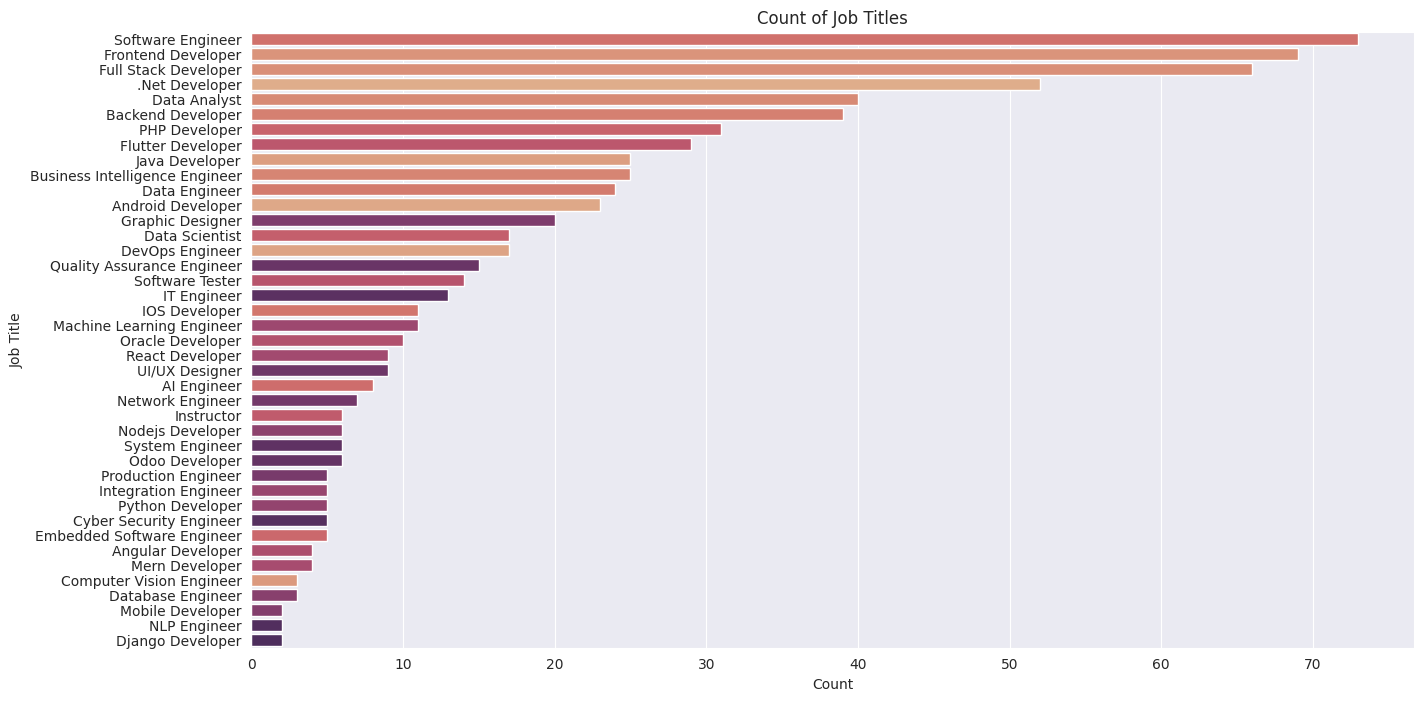 Count of Job Titles
Software Engineer
Frontend Developer
Full Stack Developer
.Net Developer
Data Analyst
Backend Developer
PHP Developer
Flutter Developer
Java Developer
Business Intelligence Engineer
Data Engineer
Android Developer
Graphic Designer
Data Scientist
DevOps Engineer
Quality Assurance Engineer
Software Tester
IT Engineer
IOS Developer
Machine Learning Engineer
Oracle Developer
React Developer
UI/UX Designer
AI Engineer
Network Engineer
Instructor
Nodejs Developer
System Engineer
Odoo Developer
Production Engineer
Integration Engineer
Python Developer
Cyber Security Engineer
Embedded Software Engineer
Angular Developer
Mern Developer
Computer Vision Engineer
Database Engineer
Mobile Developer
NLP Engineer
Django Developer
Job Title
0 10 20 30 40 50 60 70
Count